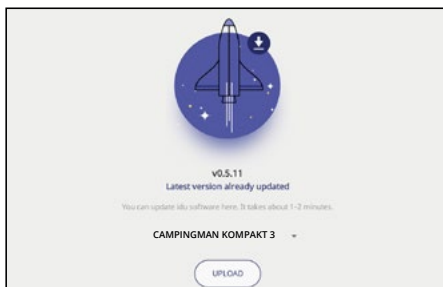 v0.5.11
Latest version already updated
You can update idu software here. It takes about 1-2 minutes.
CAMPINGMAN KOMPAKT 3
UPLOAD